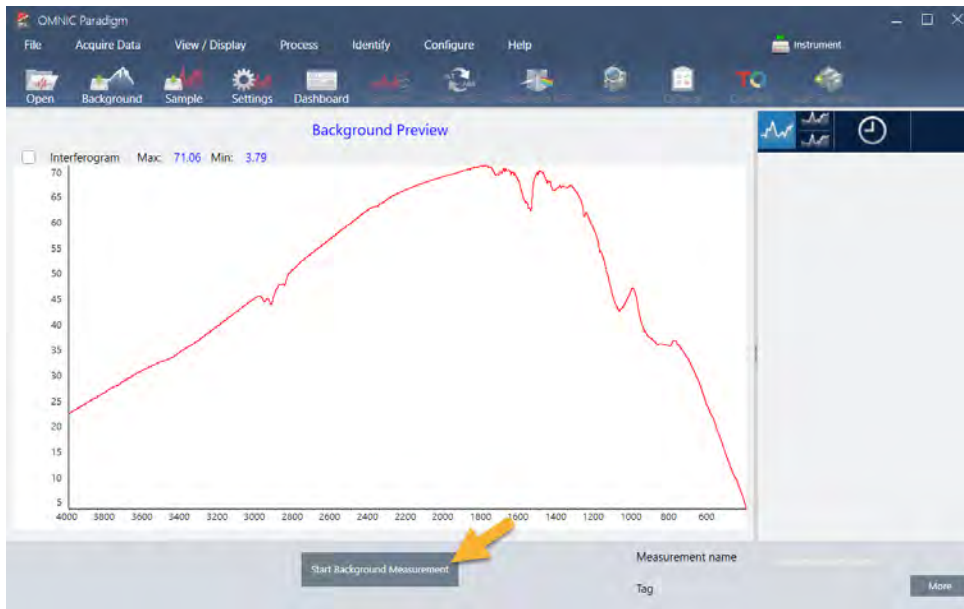 OMNIC Paradigm
File Acquire Data View / Display Process Identify Configure Help Instrument
Open Background Sample Settings Dashboard
Background Preview
Interferogram Max: 71.06 Min: 3.79
70
65
60
55
50
45
40
35
30
25
20
15
10
5
4000 3800 3600 3400 3200 3000 2800 2600 2400 2200 2000 1800 1600 1400 1200 1000 800 600
Start Background Measurement
Measurement name
Tag
More